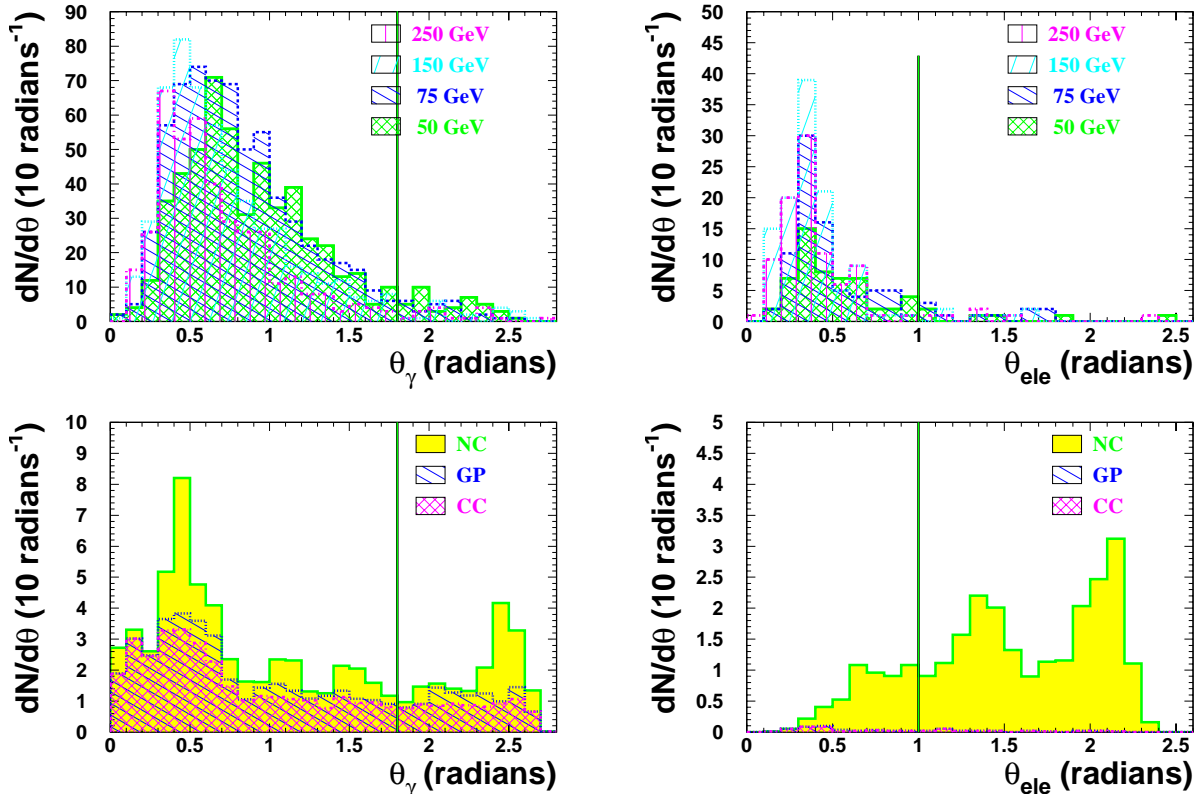 dN/dθ (10 radians⁻¹)
90
80
70
60
50
40
30
20
10
0
250 GeV
150 GeV
75 GeV
50 GeV
0 0.5 1 1.5 2 2.5
θγ (radians)
dN/dθ (10 radians⁻¹)
50
45
40
35
30
25
20
15
10
5
0
250 GeV
150 GeV
75 GeV
50 GeV
0 0.5 1 1.5 2 2.5
θele (radians)
dN/dθ (10 radians⁻¹)
10
9
8
7
6
5
4
3
2
1
0
NC
GP
CC
0 0.5 1 1.5 2 2.5
θγ (radians)
dN/dθ (10 radians⁻¹)
5
4.5
4
3.5
3
2.5
2
1.5
1
0.5
0
NC
GP
CC
0 0.5 1 1.5 2 2.5
θele (radians)